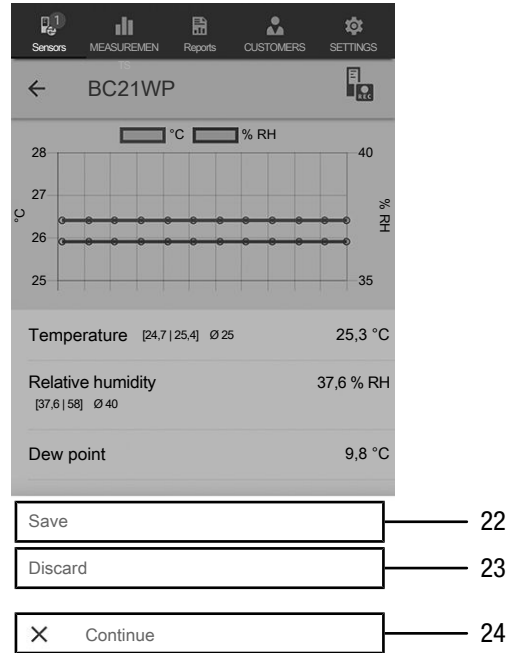 1
Sensors MEASUREMEN Reports CUSTOMERS SETTINGS
TS
BC21WP
REC
°C % RH
28 40
27
°C % RH
26
25 35
Temperature [24,7 | 25,4] Ø 25 25,3 °C
Relative humidity 37,6 % RH
[37,6 | 58] Ø 40
Dew point 9,8 °C
Save 22
Discard 23
Continue 24